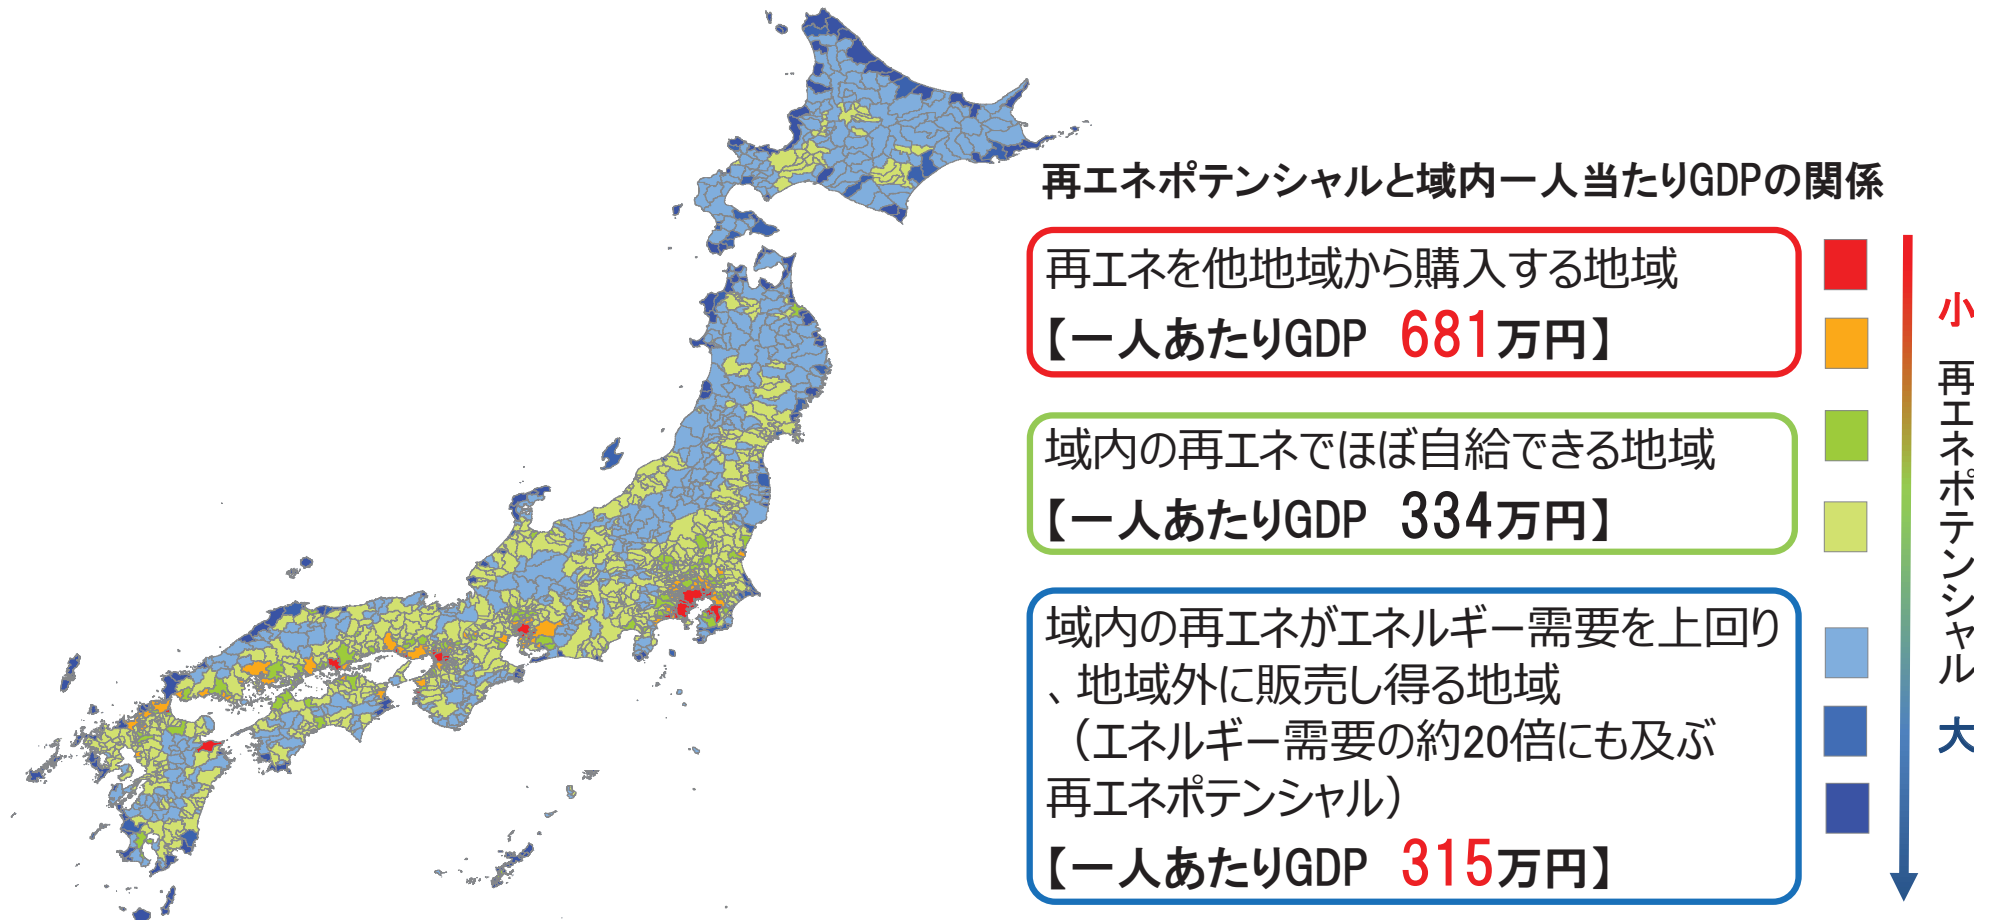 再エネポテンシャルと域内一人当たりGDPの関係
再エネを他地域から購入する地域
【一人あたりGDP 681万円】
域内の再エネでほぼ自給できる地域
【一人あたりGDP 334万円】
域内の再エネがエネルギー需要を上回り
、地域外に販売し得る地域
（エネルギー需要の約20倍にも及ぶ
再エネポテンシャル）
【一人あたりGDP 315万円】
小 再エネポテンシャル 大